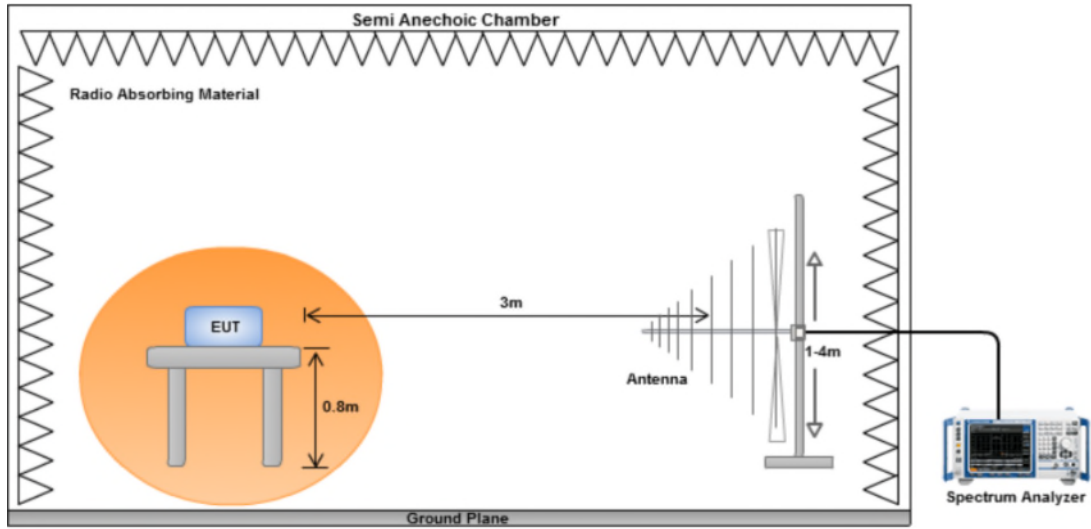 Semi Anechoic Chamber
Radio Absorbing Material
3m
EUT
1-4m
Antenna
0.8m
Spectrum Analyzer
Ground Plane